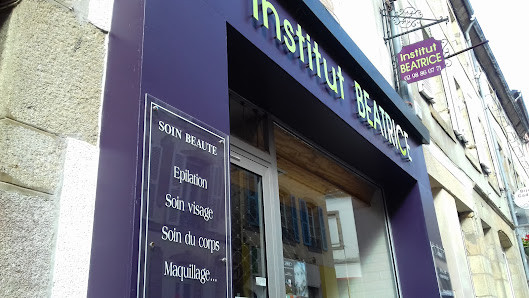 institut BEATRICE
Institut
BEATRICE
SOIN BEAUTE
Epilation
Soin visage
Soin du corps
Maquillage...